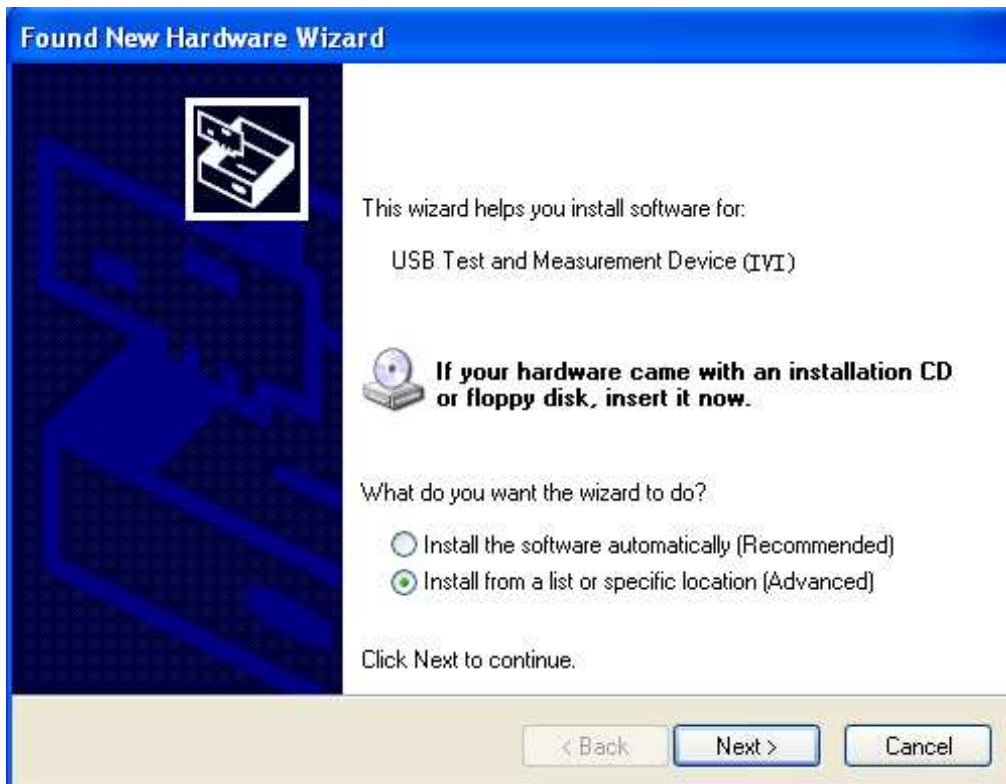 Found New Hardware Wizard
This wizard helps you install software for:
USB Test and Measurement Device (IVI)
If your hardware came with an installation CD
or floppy disk, insert it now.
What do you want the wizard to do?
Install the software automatically (Recommended)
Install from a list or specific location (Advanced)
Click Next to continue.
< Back Next > Cancel